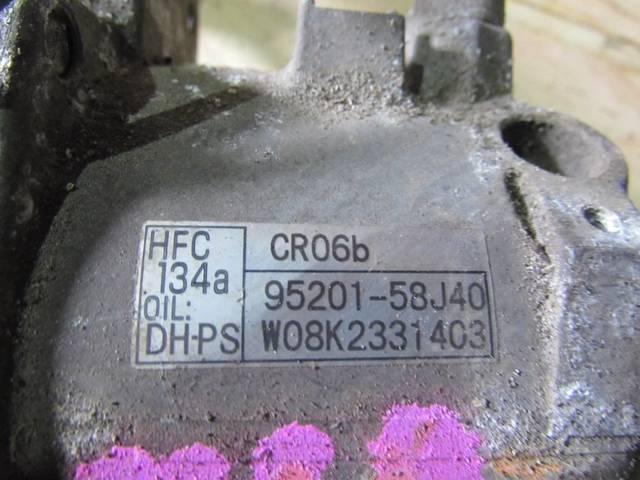 HFC
134a
OIL:
DH-PS
CR06b
95201-58J40
W08K2331403